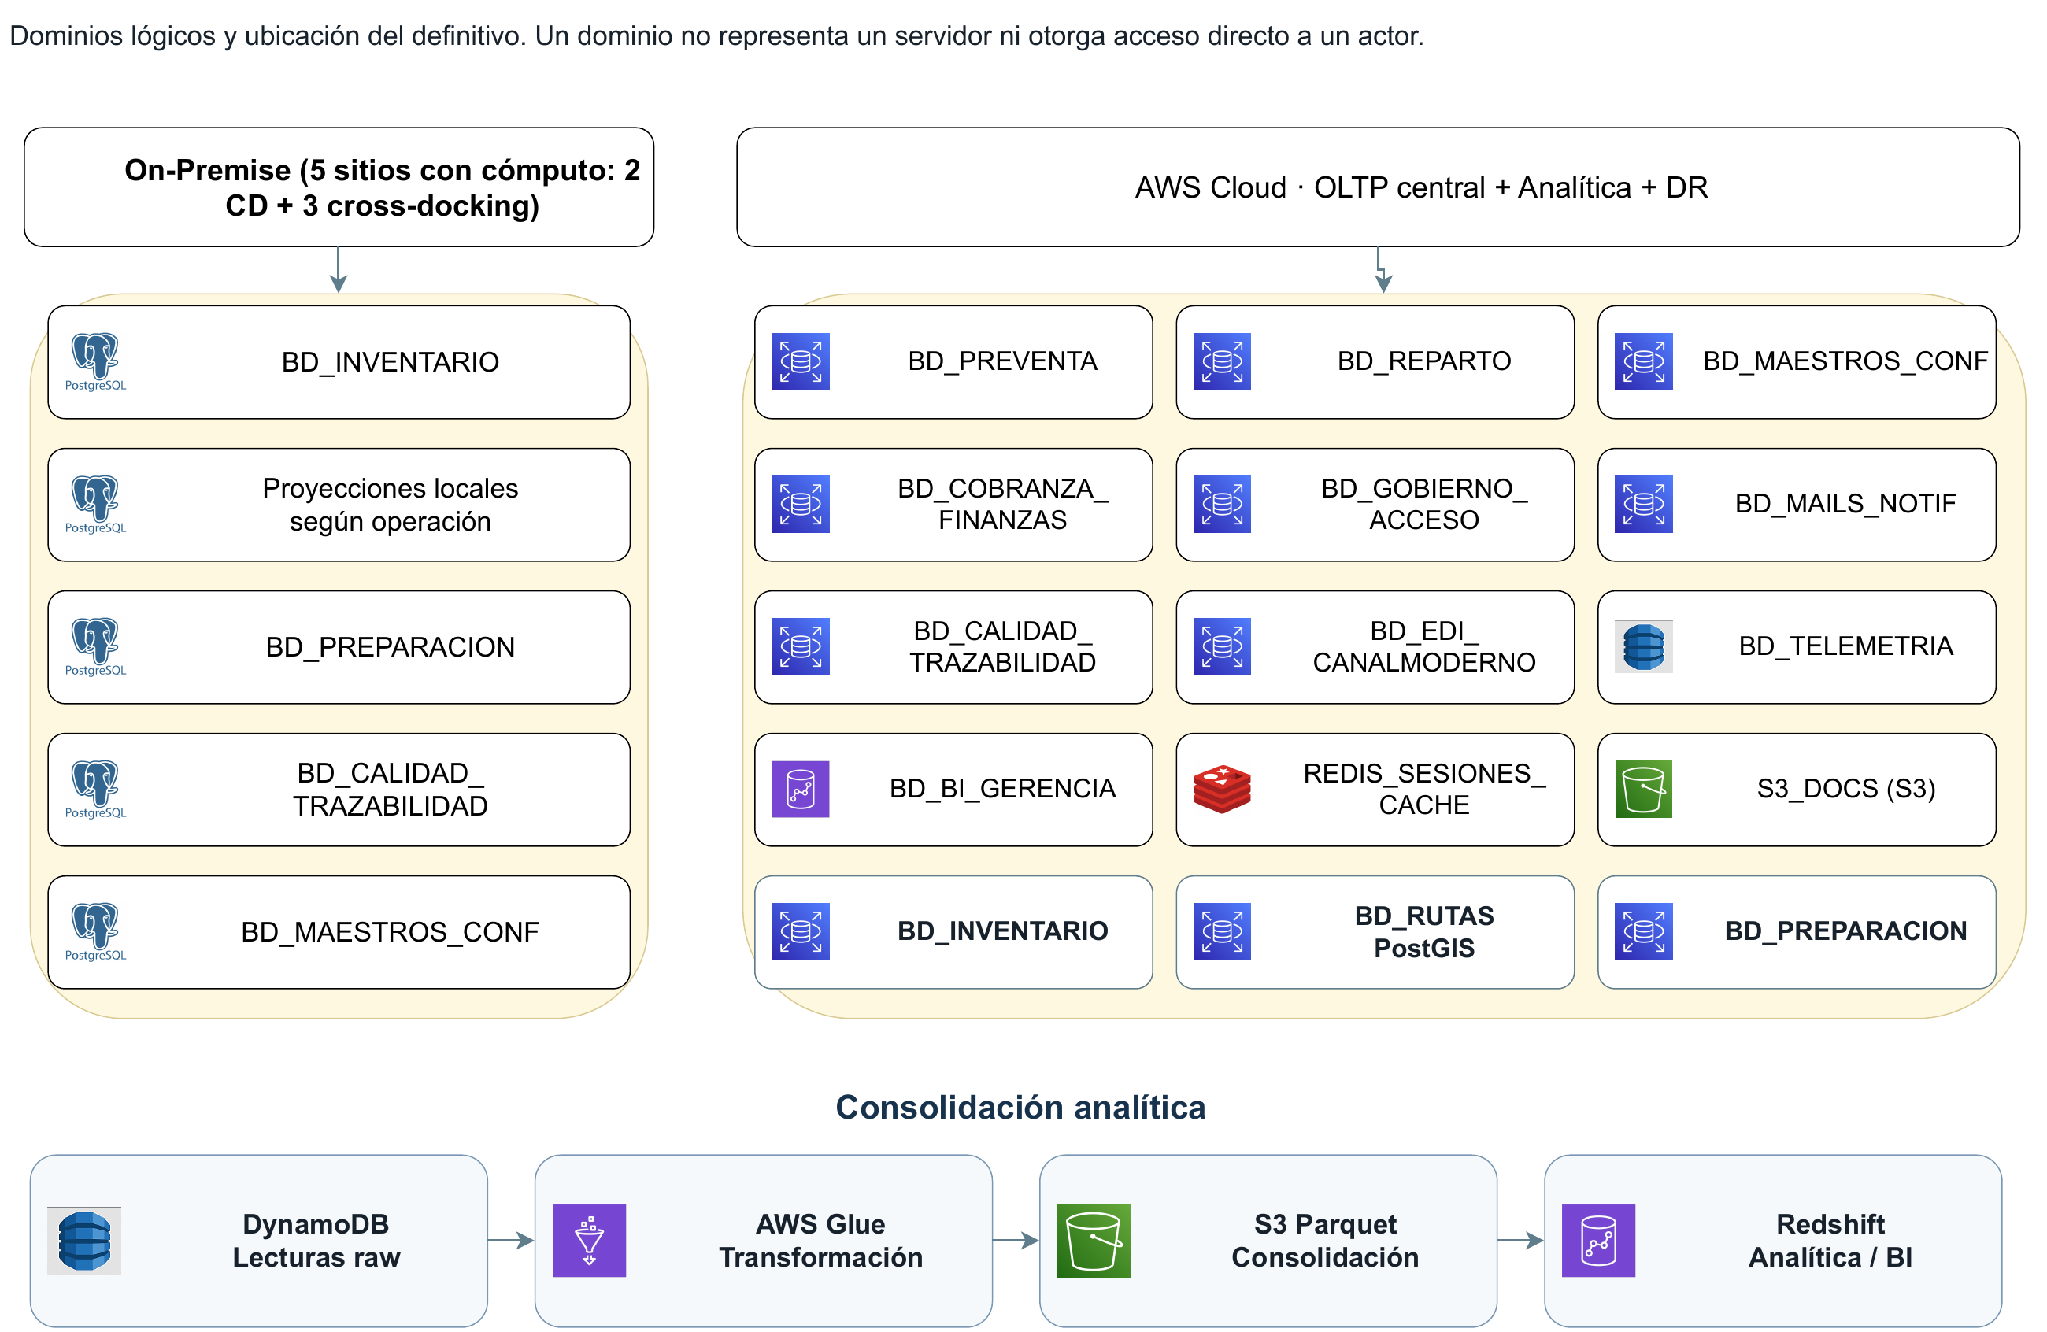 Dominios lógicos y ubicación del definitivo. Un dominio no representa un servidor ni otorga acceso directo a un actor.
On-Premise (5 sitios con cómputo: 2
CD + 3 cross-docking)
PostgreSQL
BD_INVENTARIO
PostgreSQL
Proyecciones locales
según operación
PostgreSQL
BD_PREPARACION
PostgreSQL
BD_CALIDAD_
TRAZABILIDAD
PostgreSQL
BD_MAESTROS_CONF
AWS Cloud · OLTP central + Analítica + DR
BD_PREVENTA
BD_REPARTO
BD_MAESTROS_CONF
BD_COBRANZA_
FINANZAS
BD_GOBIERNO_
ACCESO
BD_MAILS_NOTIF
BD_CALIDAD_
TRAZABILIDAD
BD_EDI_
CANALMODERNO
BD_TELEMETRIA
BD_BI_GERENCIA
REDIS_SESIONES_
CACHE
S3_DOCS (S3)
BD_INVENTARIO
BD_RUTAS
PostGIS
BD_PREPARACION
Consolidación analítica
DynamoDB
Lecturas raw
AWS Glue
Transformación
S3 Parquet
Consolidación
Redshift
Analítica / BI